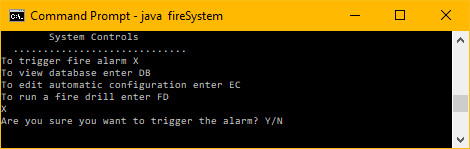 Command Prompt - java fireSystem
System Controls
.............................
To trigger fire alarm X
To view database enter DB
To edit automatic configuration enter EC
To run a fire drill enter FD
X
Are you sure you want to trigger the alarm? Y/N